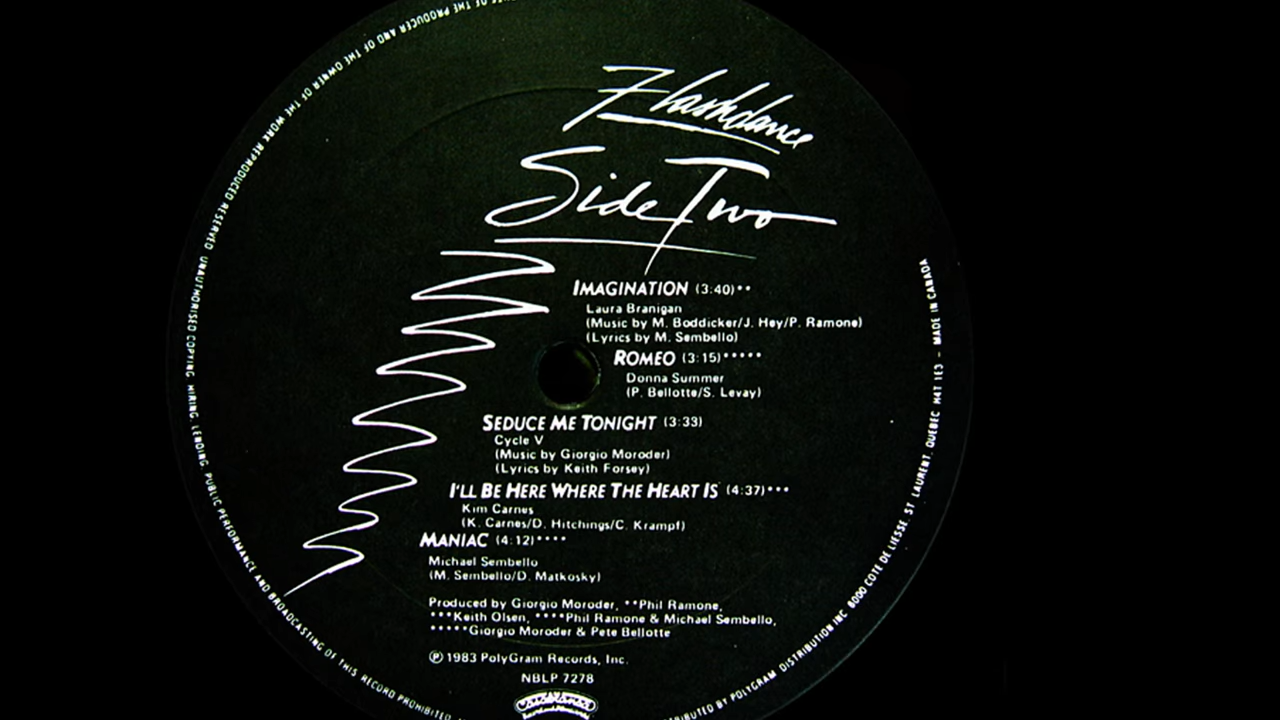 Flashdance
Side Two
IMAGINATION (3:40)**
Laura Branigan
(Music by M. Boddicker/J. Hey/P. Ramone)
(Lyrics by M. Sembello)
ROMEO (3:15)*****
Donna Summer
(P. Bellotte/S. Levay)
SEDUCE ME TONIGHT (3:33)
Cycle V
(Music by Giorgio Moroder)
(Lyrics by Keith Forsey)
I'LL BE HERE WHERE THE HEART IS (4:37)***
Kim Carnes
(K. Carnes/D. Hitchings/C. Krampf)
MANIAC (4:12)****
Michael Sembello
(M. Sembello/D. Matkosky)
Produced by Giorgio Moroder, **Phil Ramone,
***Keith Olsen, ****Phil Ramone & Michael Sembello,
*****Giorgio Moroder & Pete Bellotte
Ⓟ 1983 PolyGram Records, Inc.
NBLP 7278
OF THE PRODUCER AND OF THE OWNER OF THE WORK REPRODUCED RESERVED. UNAUTHORISED COPYING, HIRING, LENDING, PUBLIC PERFORMANCE AND BROADCASTING OF THIS RECORD PROHIBITED
BY POLYGRAM DISTRIBUTION INC. 8000 COTE DE LIESSE, ST LAURENT, QUEBEC H4T 1E3 - MADE IN CANADA